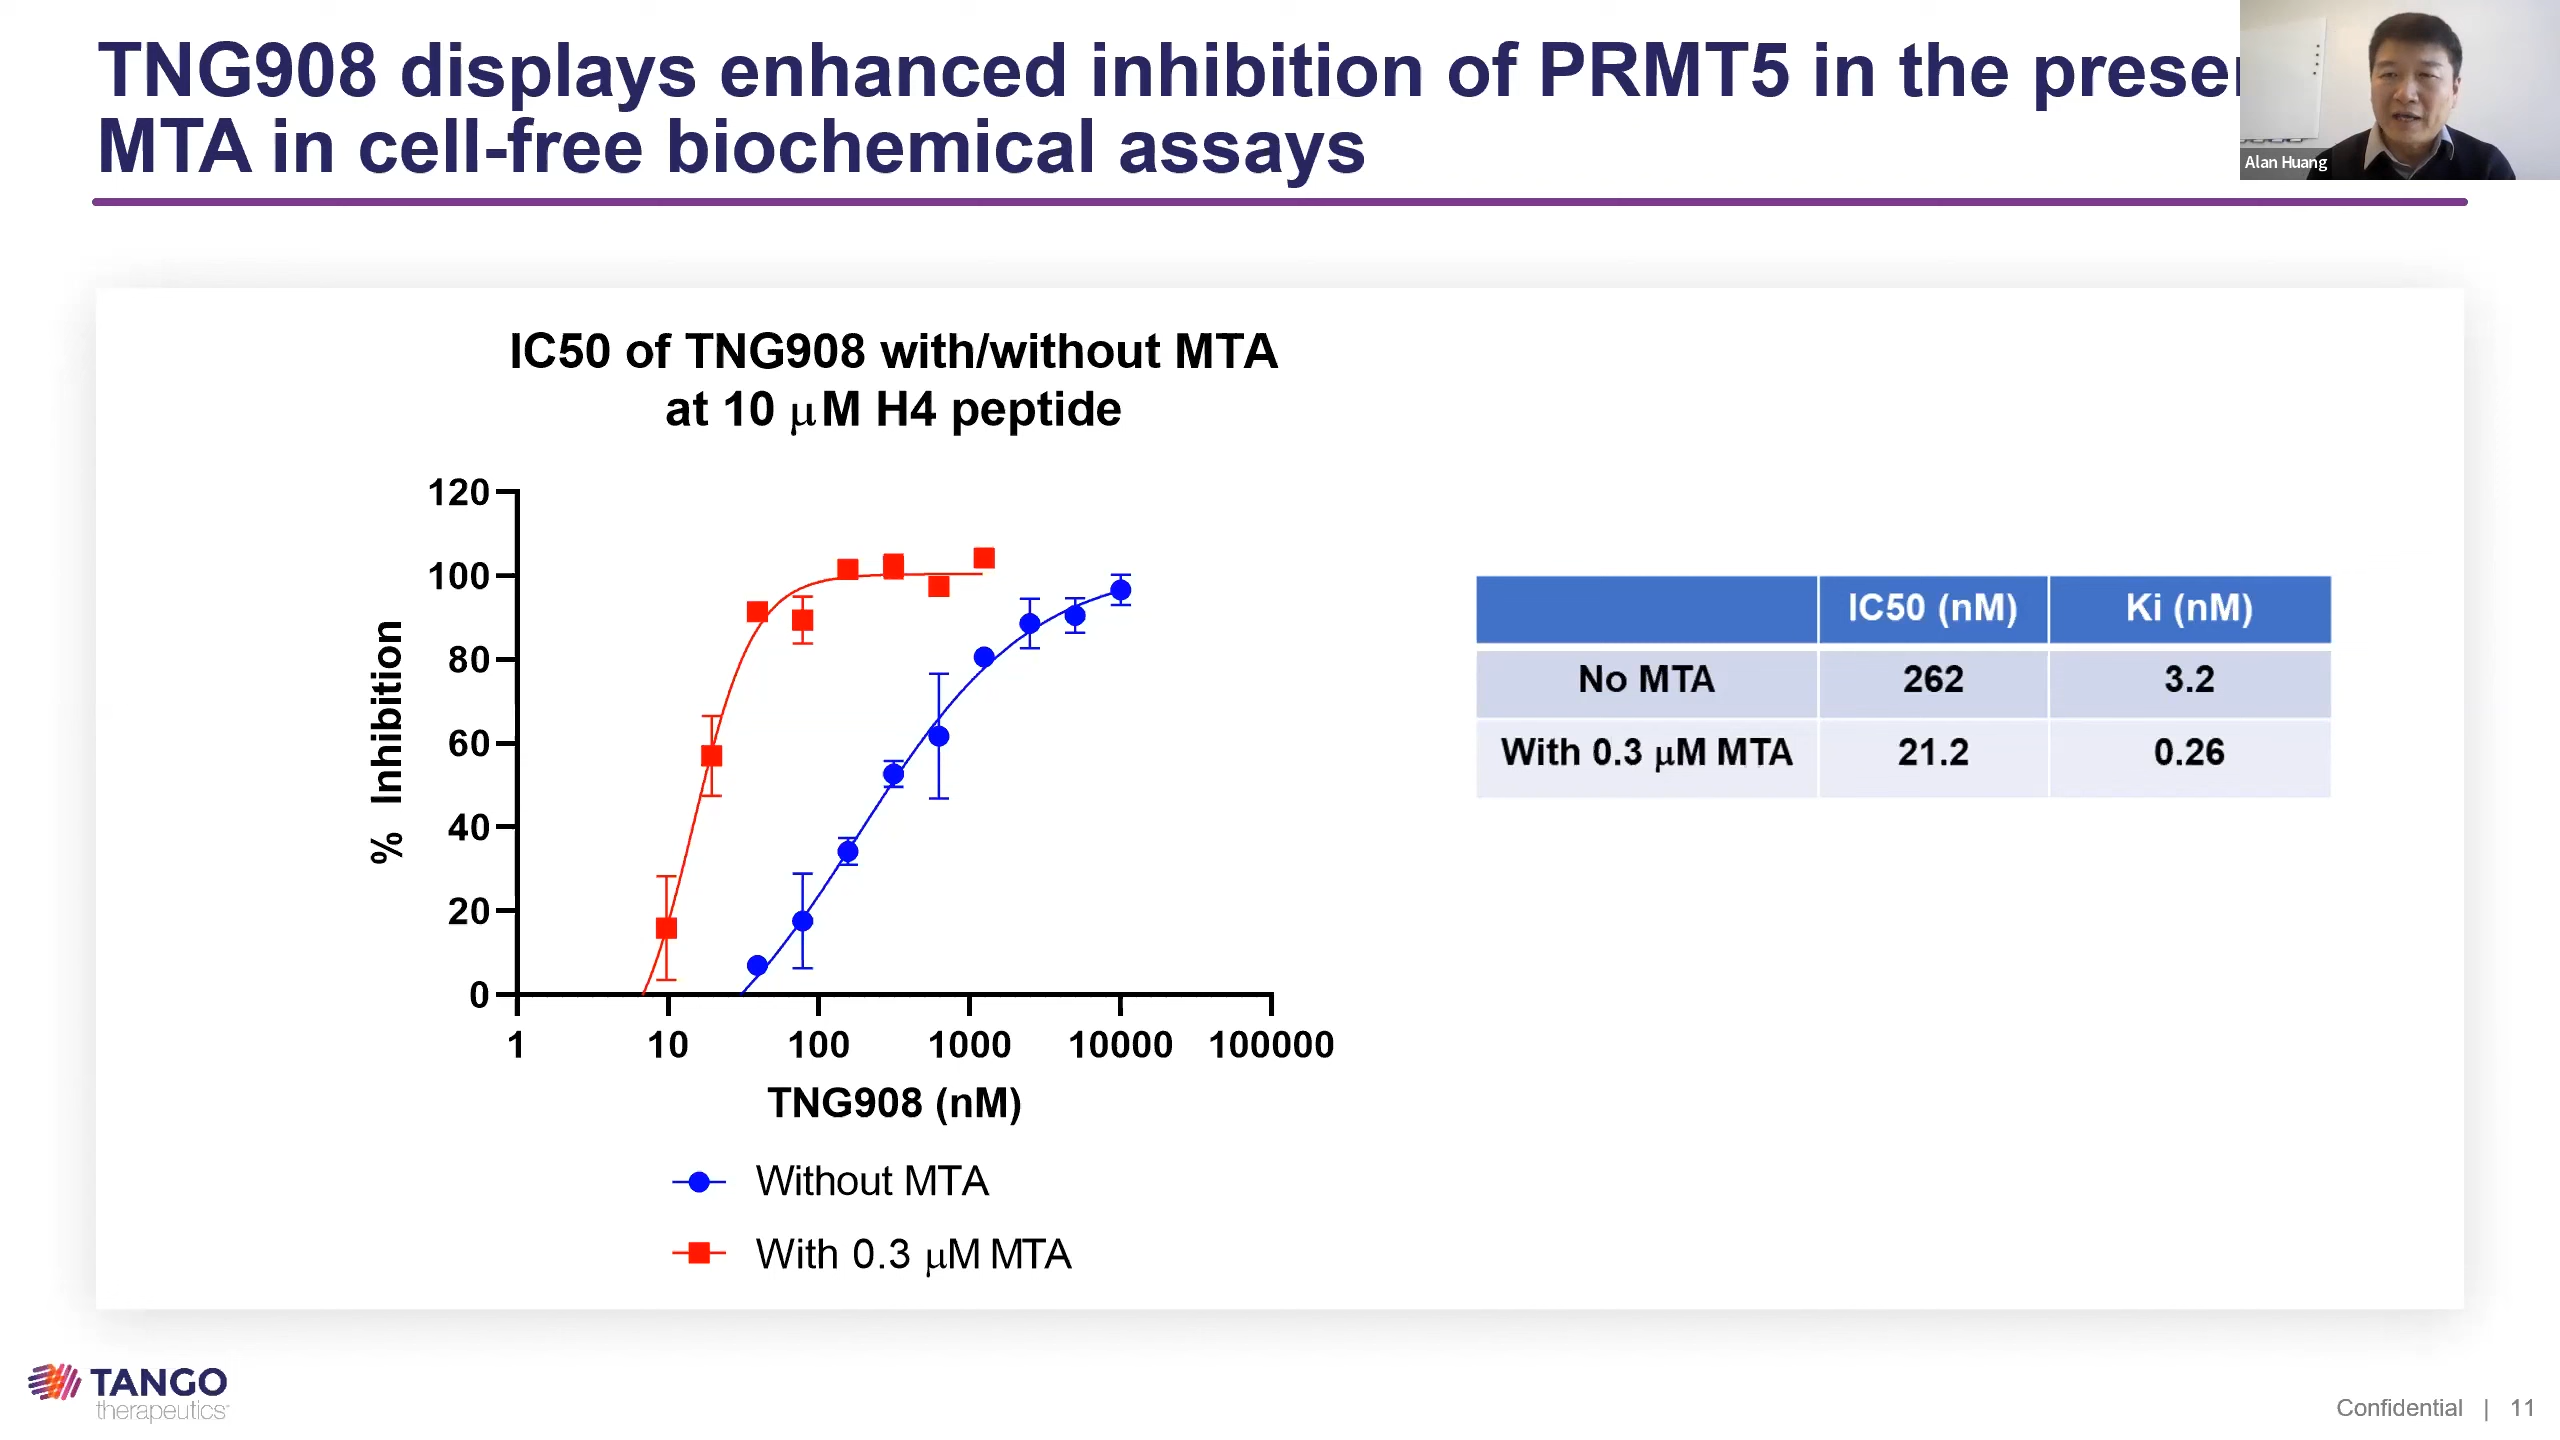 TNG908 displays enhanced inhibition of PRMT5 in the
MTA in cell-free biochemical assays
Alan Huang
IC50 of TNG908 with/without MTA
at 10 μM H4 peptide
% Inhibition
120
100
80
60
40
20
0
1 10 100 1000 10000 100000
TNG908 (nM)
Without MTA
With 0.3 μM MTA
IC50 (nM) Ki (nM)
No MTA 262 3.2
With 0.3 μM MTA 21.2 0.26
TANGO
therapeutics
Confidential | 11